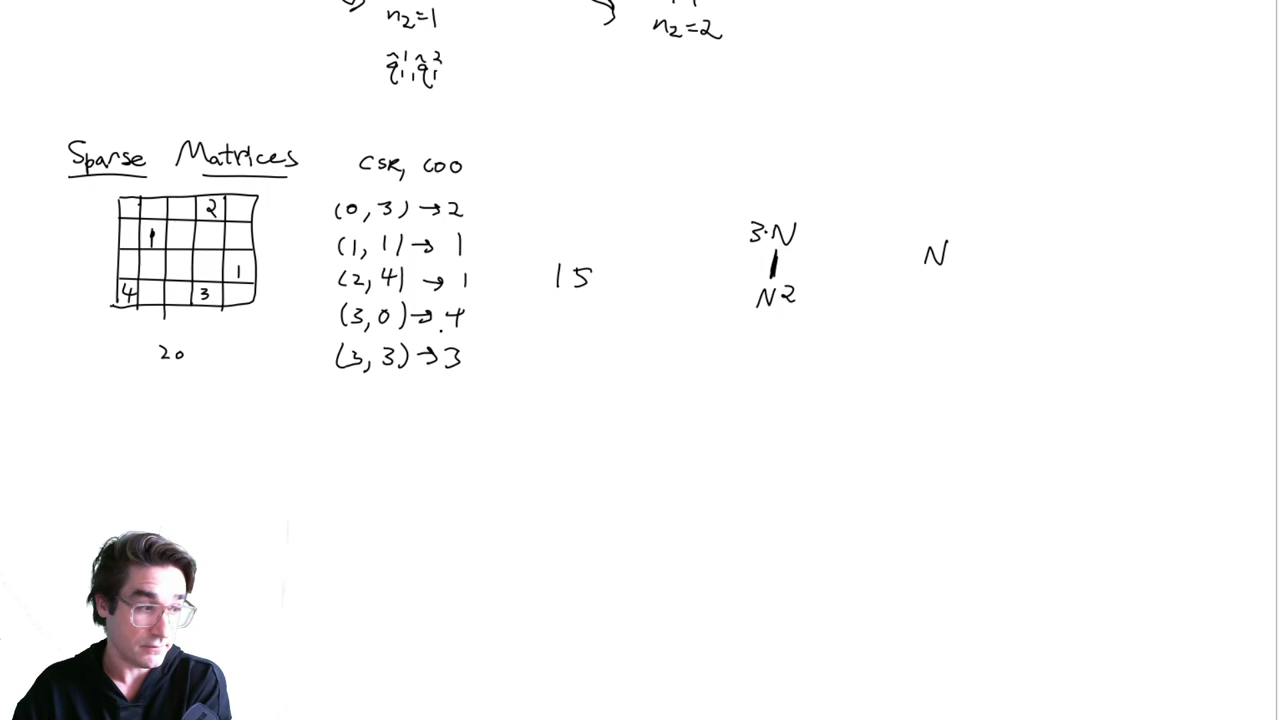 n₂=1
n₂=2
Sparse Matrices
CSR, COO
2
1
1
4 3
20
(0, 3) → 2
(1, 1) → 1
(2, 4) → 1
(3, 0) → 4
(3, 3) → 3
15
3·N
N2
N